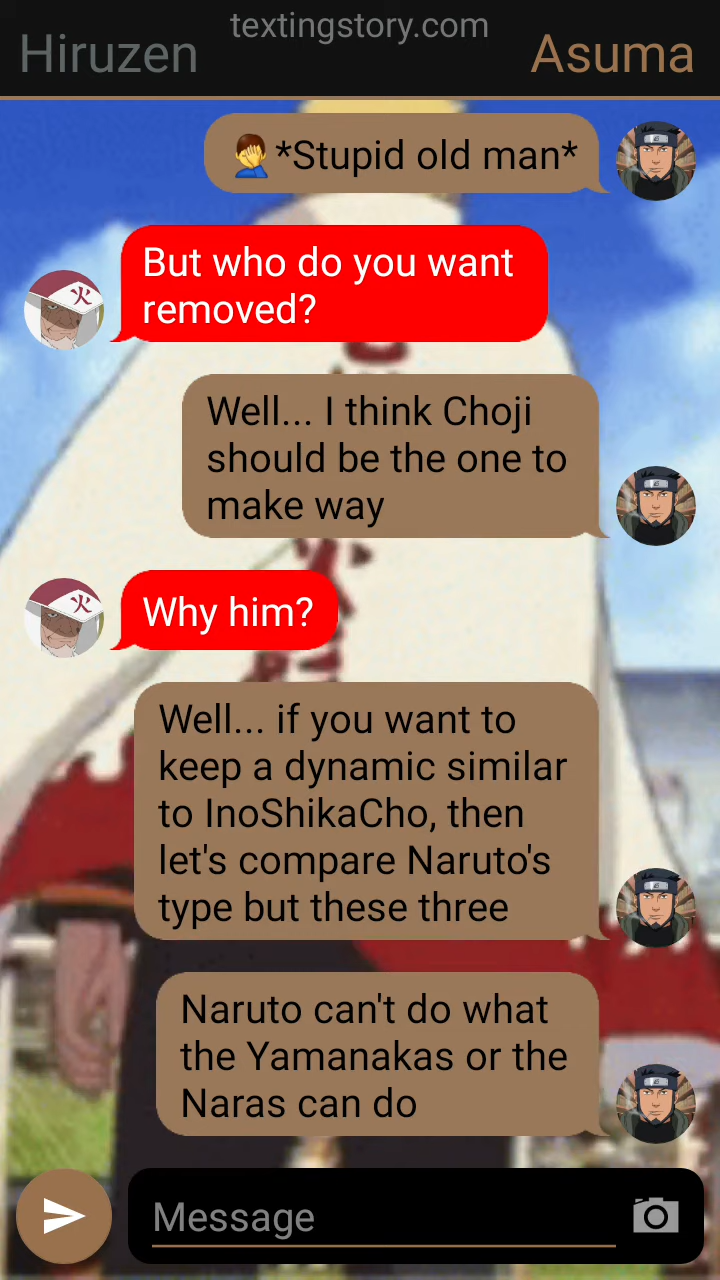 textingstory.com
Hiruzen
Asuma
🤦‍♂️*Stupid old man*
But who do you want
removed?
火
Well... I think Choji
should be the one to
make way
火
Why him?
Well... if you want to
keep a dynamic similar
to InoShikaCho, then
let's compare Naruto's
type but these three
Naruto can't do what
the Yamanakas or the
Naras can do
Message